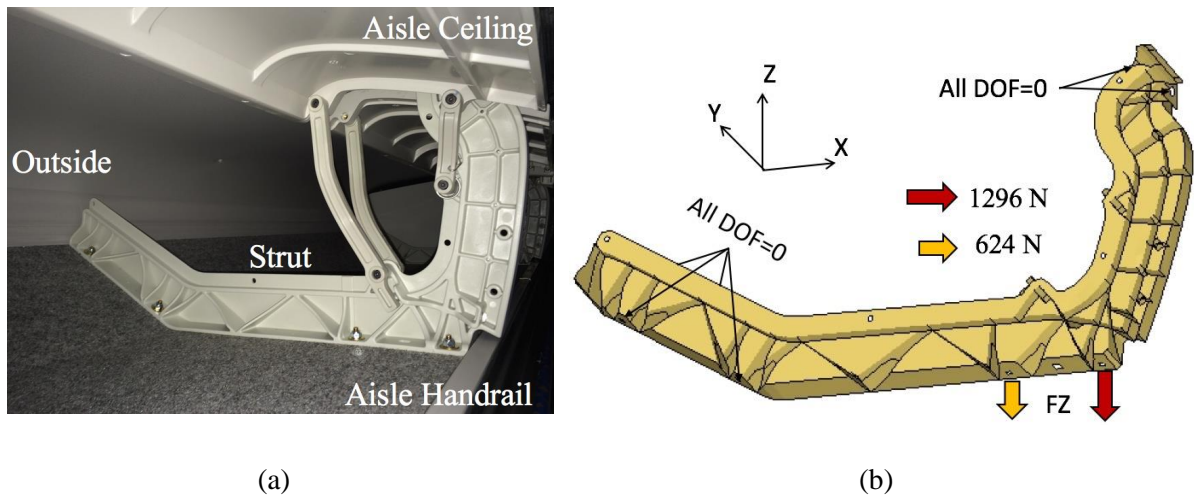 Aisle Ceiling
Outside
Strut
Aisle Handrail
(a)
Z
Y
X
All DOF=0
1296 N
624 N
All DOF=0
FZ
(b)